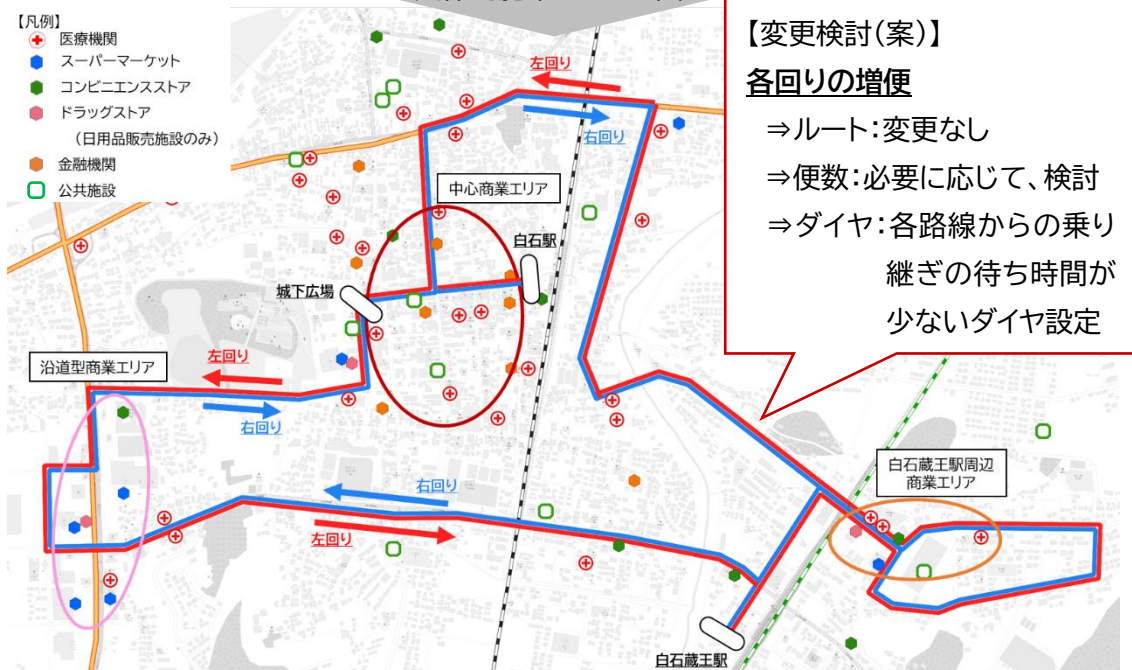 【凡例】
医療機関
スーパーマーケット
コンビニエンスストア
ドラッグストア
（日用品販売施設のみ）
金融機関
公共施設
【変更検討（案）】
各回りの増便
⇒ルート：変更なし
⇒便数：必要に応じて、検討
⇒ダイヤ：各路線からの乗り
継ぎの待ち時間が
少ないダイヤ設定
左回り
右回り
中心商業エリア
白石駅
城下広場
沿道型商業エリア
左回り
右回り
白石蔵王駅周辺
商業エリア
右回り
左回り
白石蔵王駅